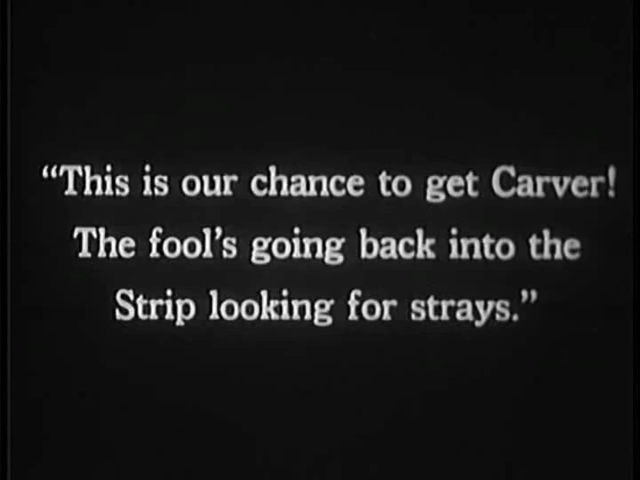 “This is our chance to get Carver!
The fool’s going back into the
Strip looking for strays.”